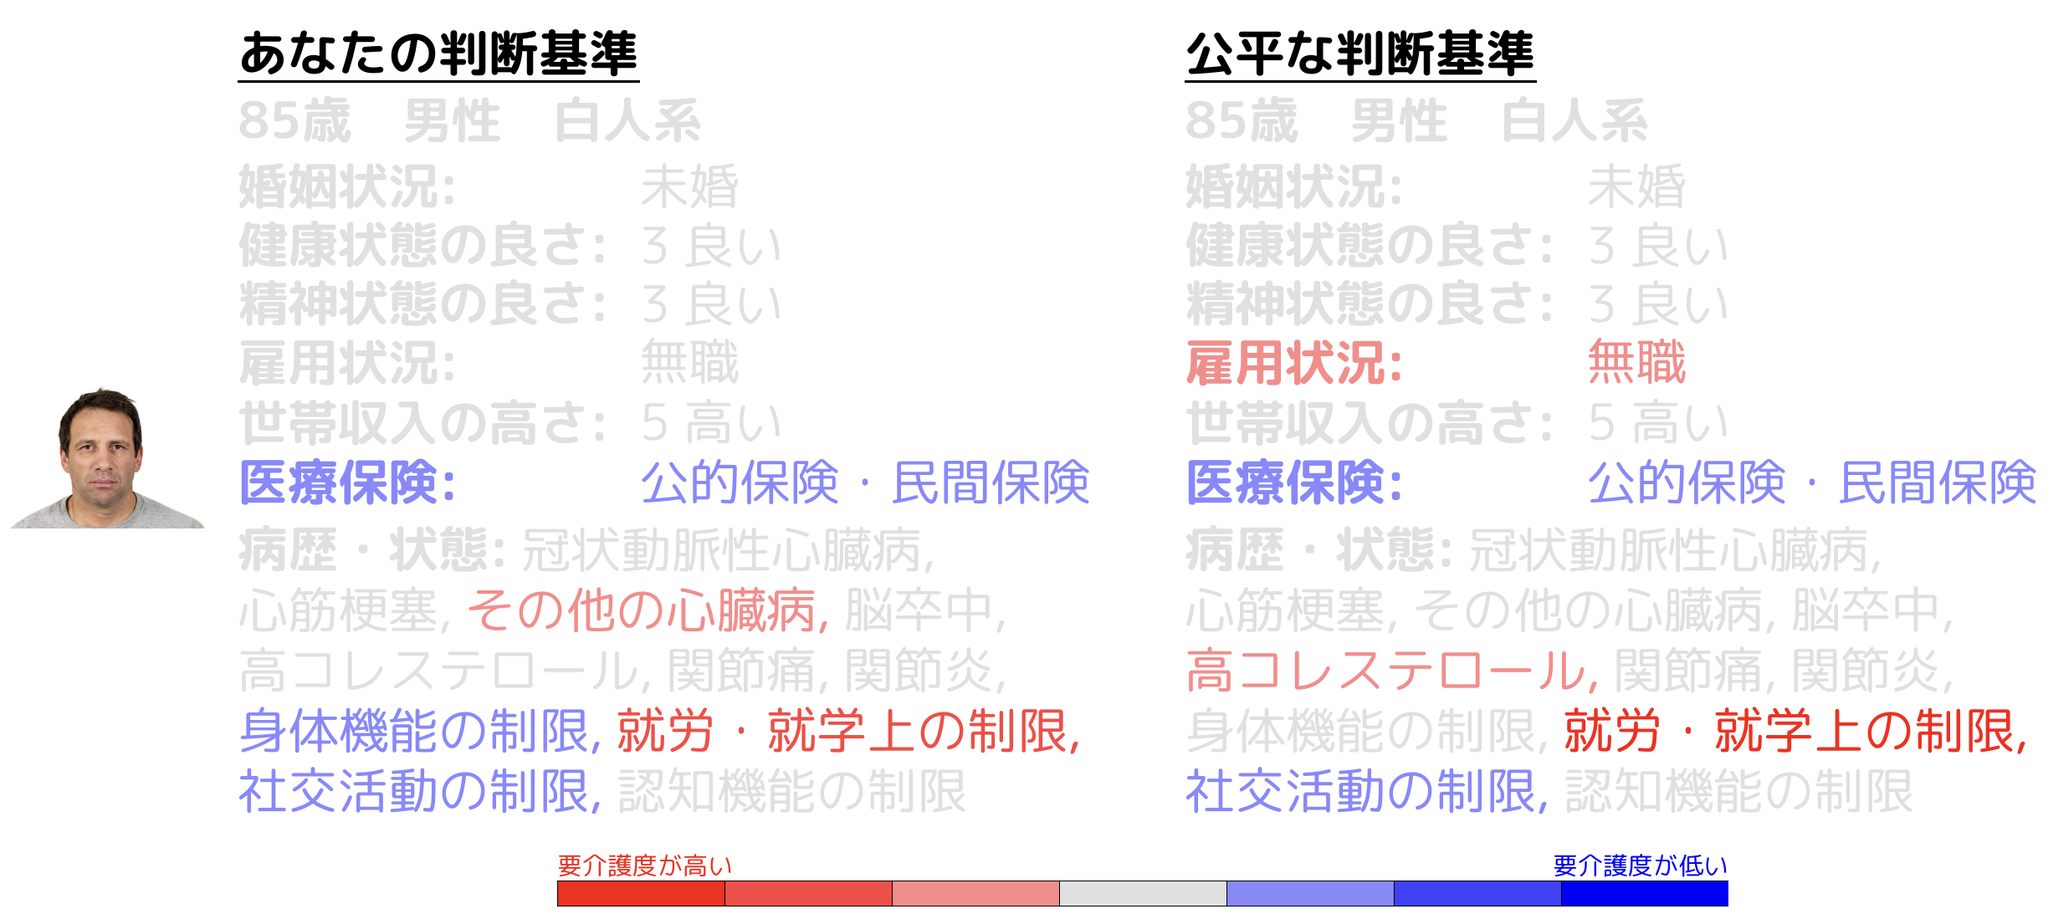 あなたの判断基準
85歳　男性　白人系
婚姻状況: 未婚
健康状態の良さ: 3 良い
精神状態の良さ: 3 良い
雇用状況: 無職
世帯収入の高さ: 5 高い
医療保険: 公的保険・民間保険
病歴・状態: 冠状動脈性心臓病,
心筋梗塞, その他の心臓病, 脳卒中,
高コレステロール, 関節痛, 関節炎,
身体機能の制限, 就労・就学上の制限,
社交活動の制限, 認知機能の制限
公平な判断基準
85歳　男性　白人系
婚姻状況: 未婚
健康状態の良さ: 3 良い
精神状態の良さ: 3 良い
雇用状況: 無職
世帯収入の高さ: 5 高い
医療保険: 公的保険・民間保険
病歴・状態: 冠状動脈性心臓病,
心筋梗塞, その他の心臓病, 脳卒中,
高コレステロール, 関節痛, 関節炎,
身体機能の制限, 就労・就学上の制限,
社交活動の制限, 認知機能の制限
要介護度が高い
要介護度が低い